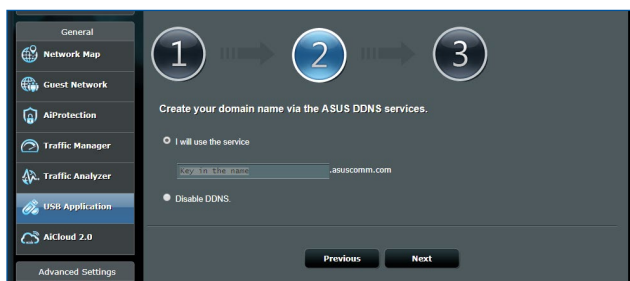 General
Network Map
Guest Network
AiProtection
Traffic Manager
Traffic Analyzer
USB Application
AiCloud 2.0
Advanced Settings
1 2 3
Create your domain name via the ASUS DDNS services.
I will use the service
Key in the name .asuscomm.com
Disable DDNS.
Previous Next